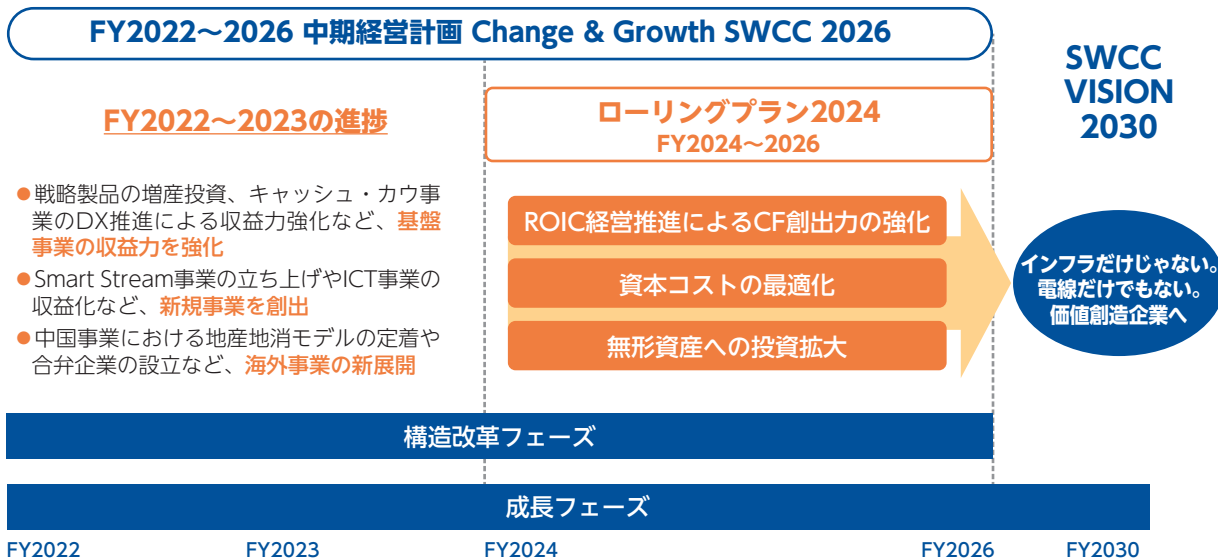 FY2022～2026 中期経営計画 Change & Growth SWCC 2026
SWCC
VISION
2030
FY2022～2023の進捗
●戦略製品の増産投資、キャッシュ・カウ事
業のDX推進による収益力強化など、基盤
事業の収益力を強化
●Smart Stream事業の立ち上げやICT事業の
収益化など、新規事業を創出
●中国事業における地産地消モデルの定着や
合弁企業の設立など、海外事業の新展開
ローリングプラン2024
FY2024～2026
ROIC経営推進によるCF創出力の強化
資本コストの最適化
無形資産への投資拡大
インフラだけじゃない。
電線だけでもない。
価値創造企業へ
構造改革フェーズ
成長フェーズ
FY2022 FY2023 FY2024 FY2026 FY2030